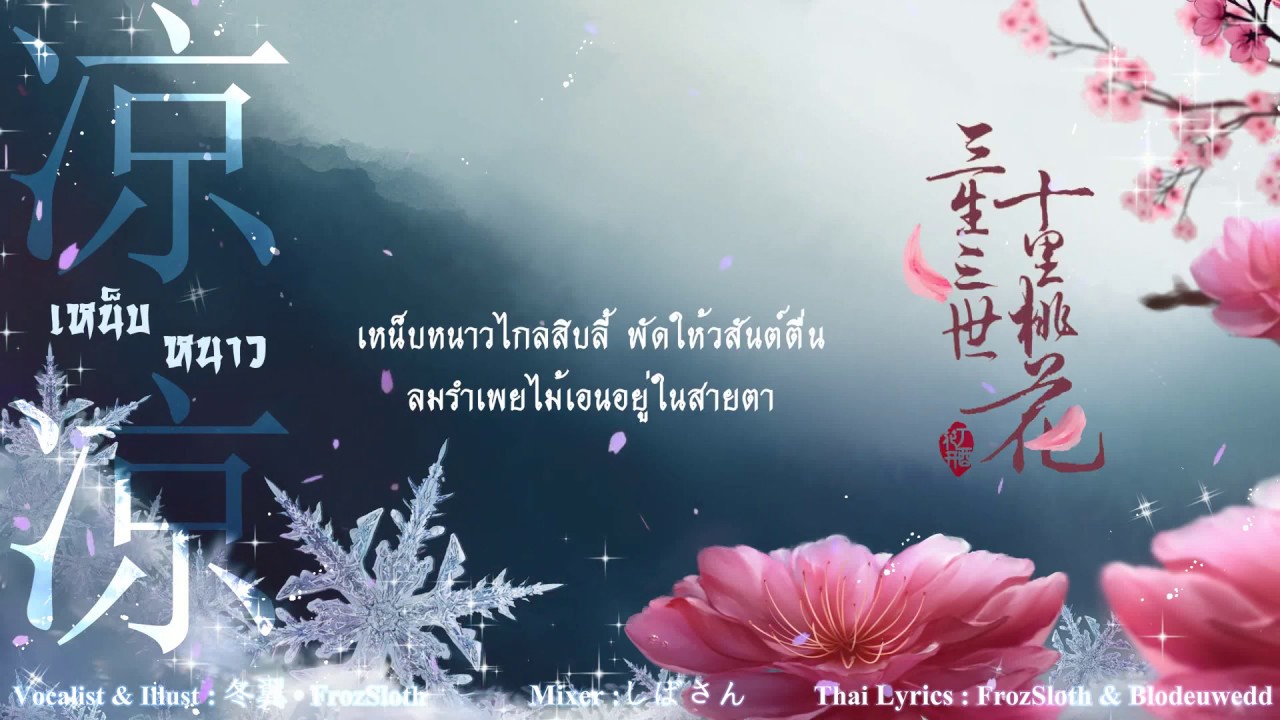 凉凉
เหน็บ
หนาว
เหน็บหนาวไกลสิบลี้ พัดให้วสันต์ตื่น
ลมรำเพยไม้เอนอยู่ในสายตา
三生三世
十里桃花
Vocalist & Illust : 冬翼 • FrozSloth
Mixer : しばさん
Thai Lyrics : FrozSloth & Blodeuwedd